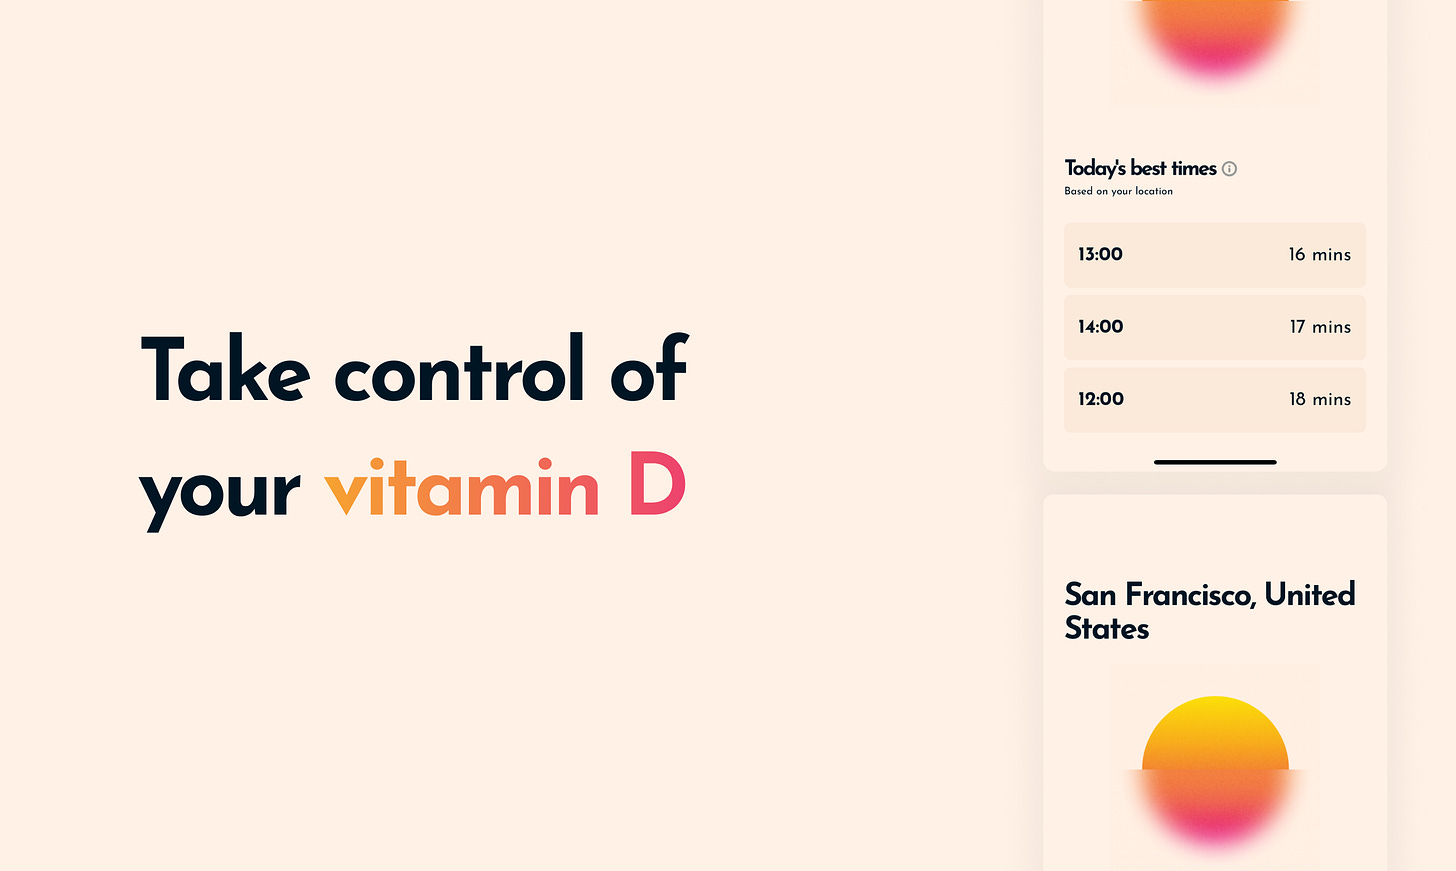 Take control of
your vitamin D
Today's best times
Based on your location
13:00 16 mins
14:00 17 mins
12:00 18 mins
San Francisco, United
States